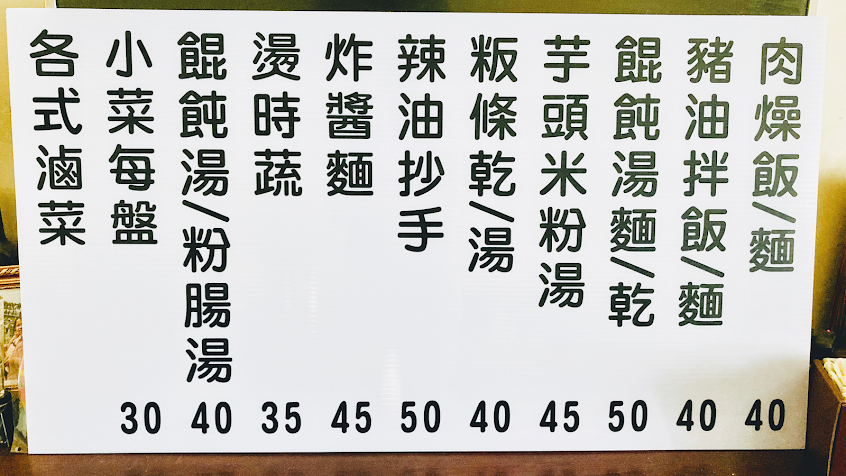 肉燥飯/麵 40
豬油拌飯/麵 40
餛飩湯麵/乾 50
芋頭米粉湯 45
粄條乾/湯 40
辣油抄手 50
炸醬麵 45
燙時蔬 35
餛飩湯/粉腸湯 40
小菜每盤 30
各式滷菜